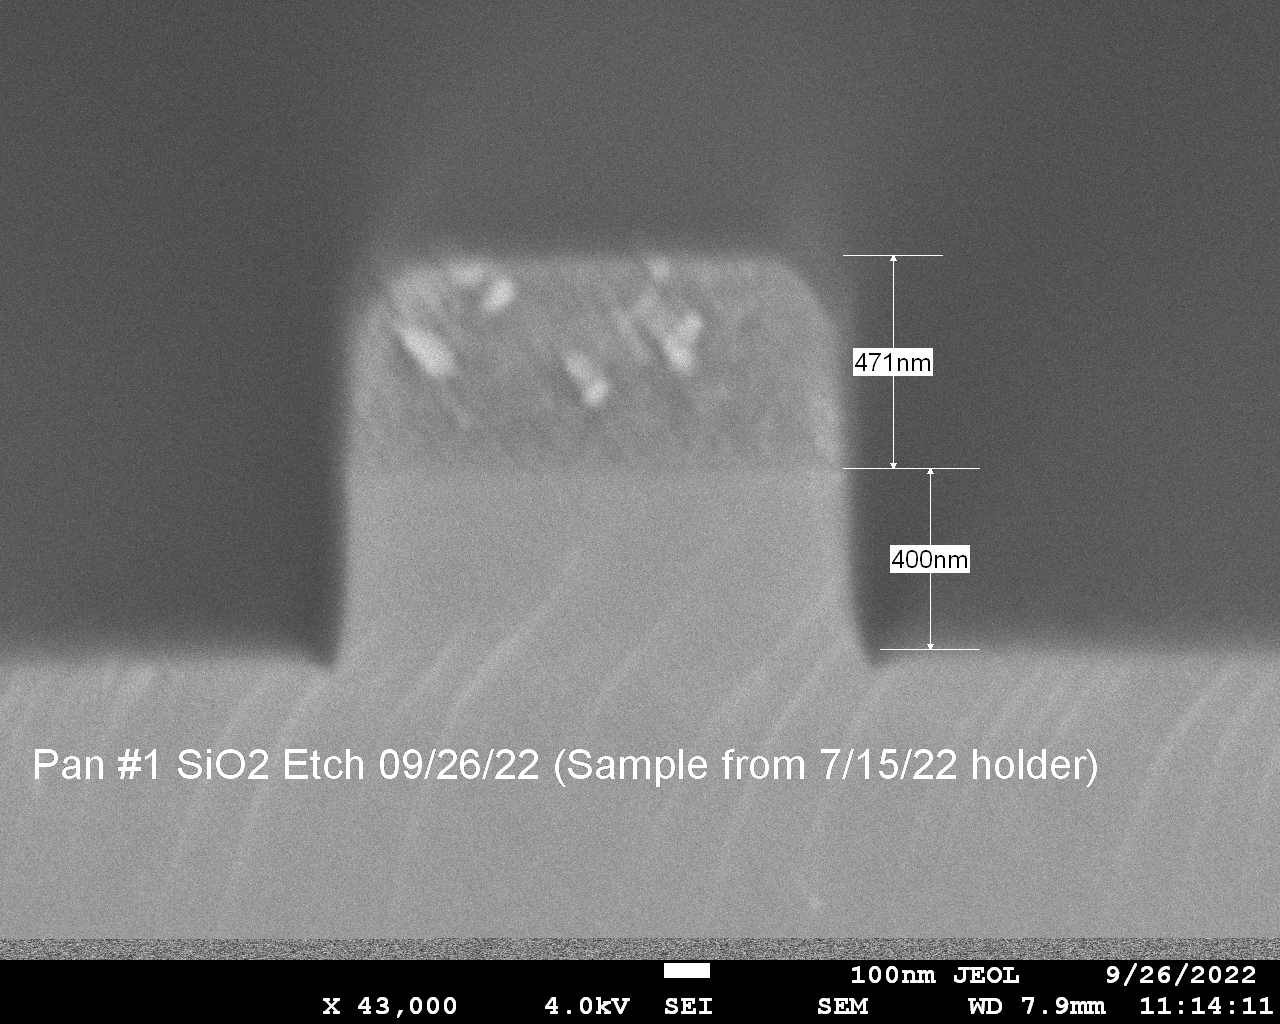 471nm
400nm
Pan #1 SiO2 Etch 09/26/22 (Sample from 7/15/22 holder)
100nm JEOL 9/26/2022
X 43,000 4.0kV SEI SEM WD 7.9mm 11:14:11